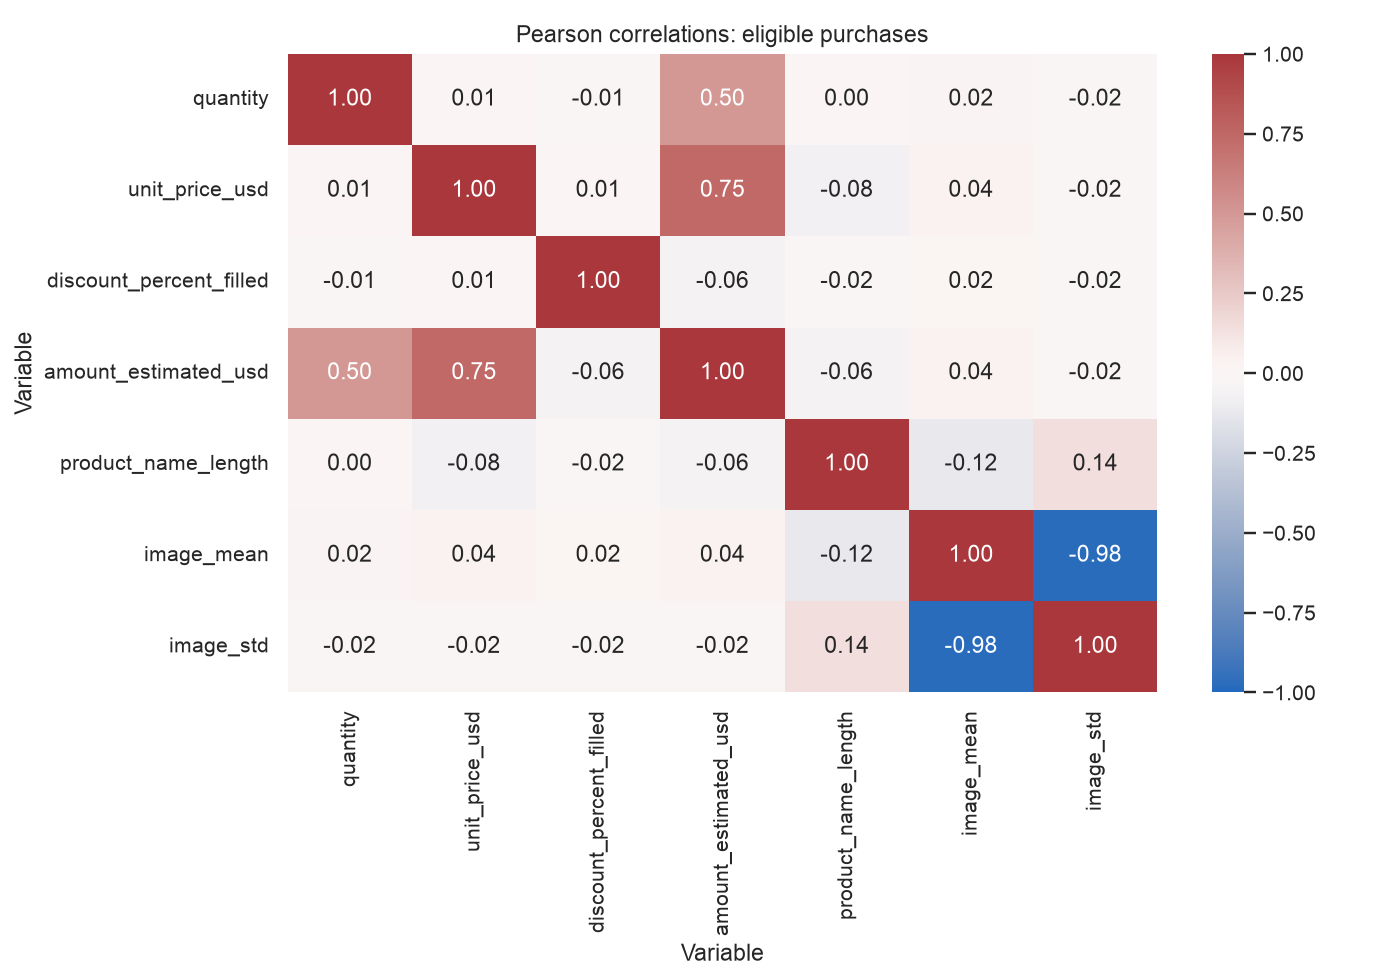 Pearson correlations: eligible purchases
quantity 1.00 0.01 -0.01 0.50 0.00 0.02 -0.02
unit_price_usd 0.01 1.00 0.01 0.75 -0.08 0.04 -0.02
discount_percent_filled -0.01 0.01 1.00 -0.06 -0.02 0.02 -0.02
amount_estimated_usd 0.50 0.75 -0.06 1.00 -0.06 0.04 -0.02
product_name_length 0.00 -0.08 -0.02 -0.06 1.00 -0.12 0.14
image_mean 0.02 0.04 0.02 0.04 -0.12 1.00 -0.98
image_std -0.02 -0.02 -0.02 -0.02 0.14 -0.98 1.00
Variable
quantity
unit_price_usd
discount_percent_filled
amount_estimated_usd
product_name_length
image_mean
image_std
Variable
1.00
0.75
0.50
0.25
0.00
−0.25
−0.50
−0.75
−1.00